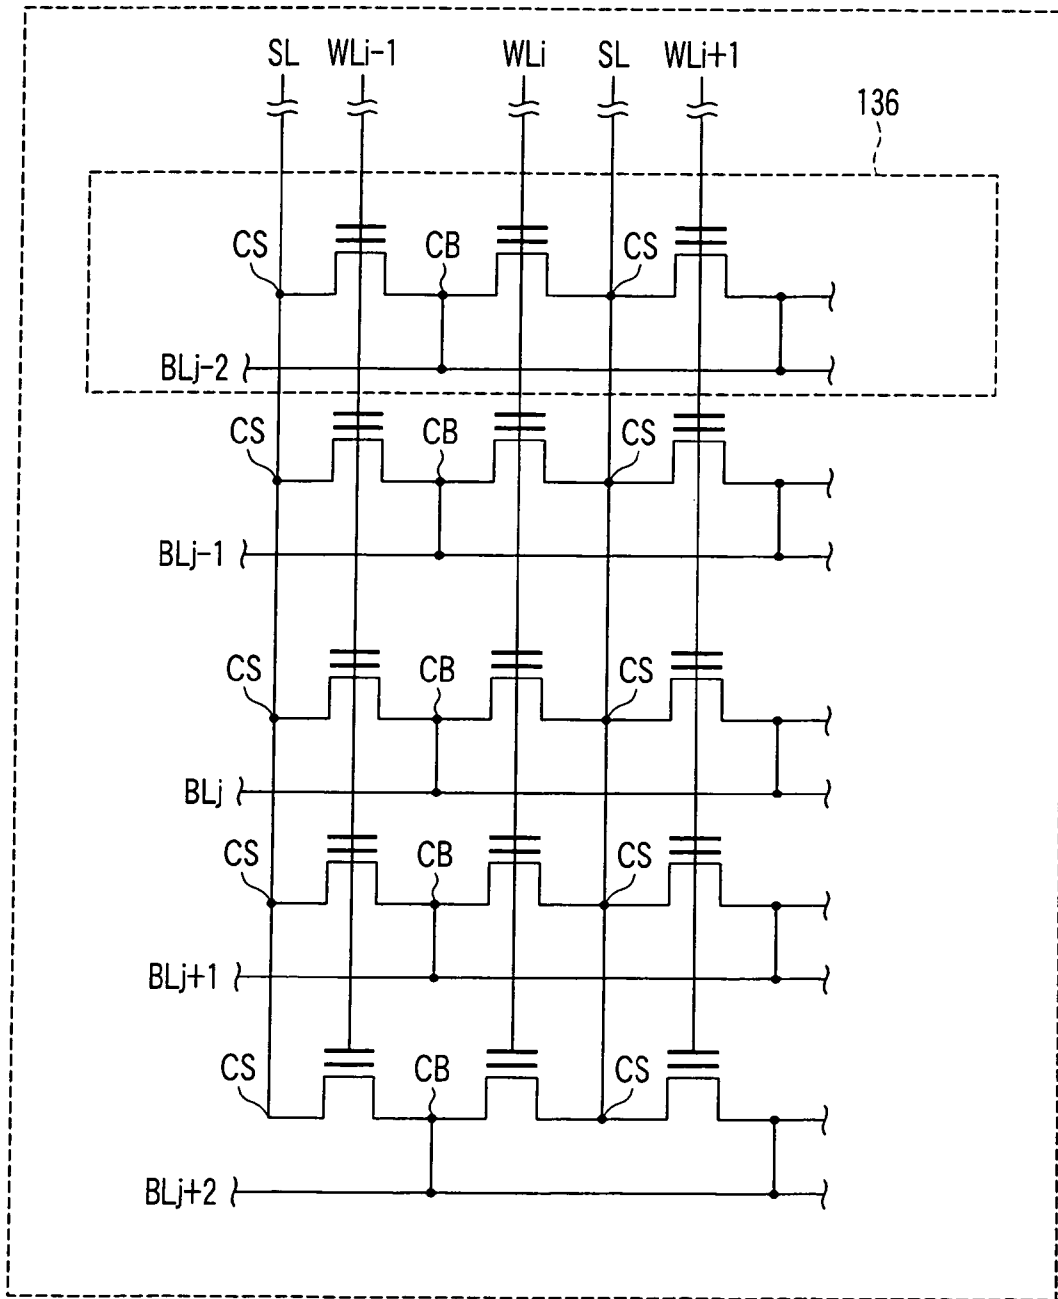 SL WLi-1 WLi SL WLi+1
136
CS CB CS
BLj-2
CS CB CS
BLj-1
CS CB CS
BLj
CS CB CS
BLj+1
CS CB CS
BLj+2